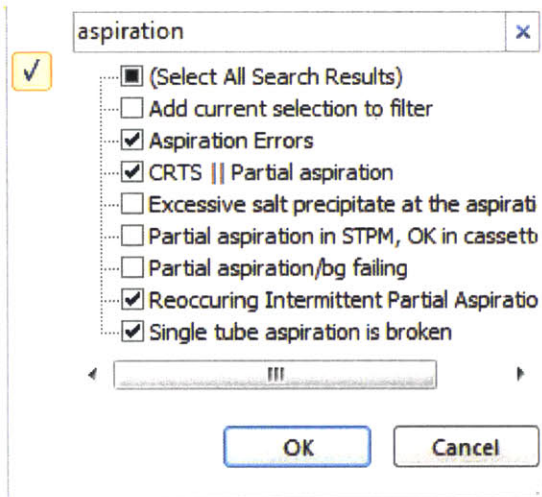 aspiration
(Select All Search Results)
Add current selection to filter
Aspiration Errors
CRTS || Partial aspiration
Excessive salt precipitate at the aspirati
Partial aspiration in STPM, OK in cassett
Partial aspiration/bg failing
Reoccuring Intermittent Partial Aspiratio
Single tube aspiration is broken
OK
Cancel